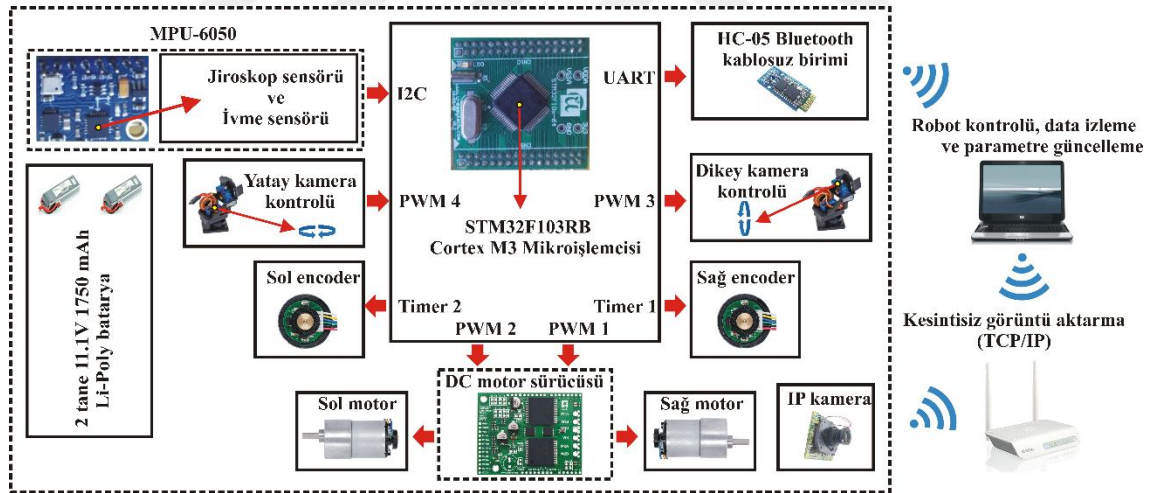 MPU-6050
Jiroskop sensörü
ve
İvme sensörü
I2C
UART
HC-05 Bluetooth
kablosuz birimi
Robot kontrolü, data izleme
ve parametre güncelleme
2 tane 11.1V 1750 mAh
Li-Poly batarya
Yatay kamera
kontrolü
PWM 4
PWM 3
Dikey kamera
kontrolü
STM32F103RB
Cortex M3 Mikroişlemcisi
Sol encoder
Timer 2
Timer 1
Sağ encoder
PWM 2
PWM 1
Kesintisiz görüntü aktarma
(TCP/IP)
DC motor sürücüsü
Sol motor
Sağ motor
IP kamera